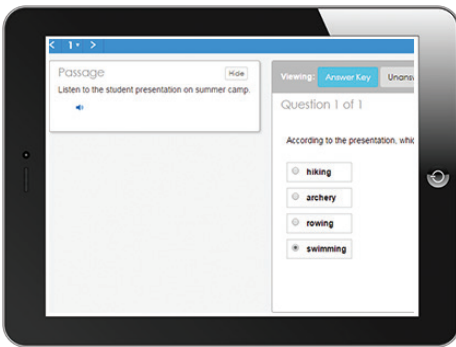 1
Passage
Hide
Listen to the student presentation on summer camp.
Viewing:
Answer Key
Question 1 of 1
According to the presentation,
hiking
archery
rowing
swimming